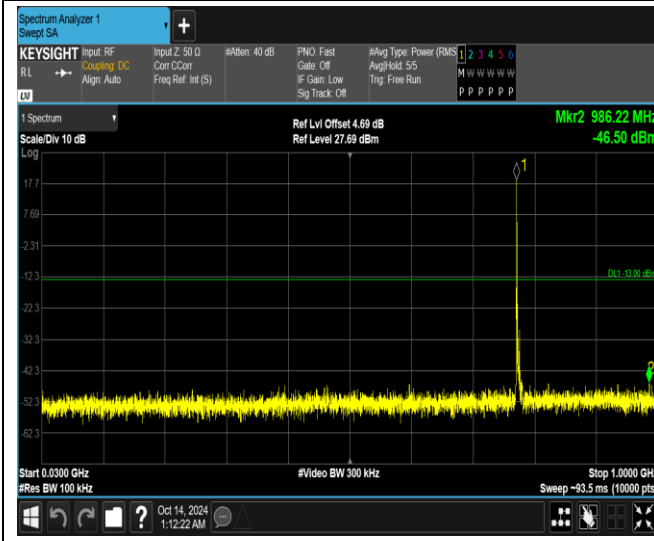 Spectrum Analyzer 1
Swept SA
+
KEYSIGHT
RL
LXI
Input: RF
Coupling: DC
Align: Auto
Input Z: 50 Ω
Corr CCorr
Freq Ref: Int (S)
#Atten: 40 dB
PNO: Fast
Gate: Off
IF Gain: Low
Sig Track: Off
#Avg Type: Power (RMS
Avg|Hold: 5/5
Trig: Free Run
1 2 3 4 5 6
M W W W W W
P P P P P P
1 Spectrum
Scale/Div 10 dB
Ref Lvl Offset 4.69 dB
Ref Level 27.69 dBm
Mkr2 986.22 MHz
-46.50 dBm
Log
1
17.7
7.69
-2.31
-12.3
DL1 -13.00 dBm
-22.3
-32.3
-42.3
2
-52.3
-62.3
Start 0.0300 GHz
#Res BW 100 kHz
#Video BW 300 kHz
Stop 1.0000 GHz
Sweep ~93.5 ms (10000 pts
?
Oct 14, 2024
1:12:22 AM